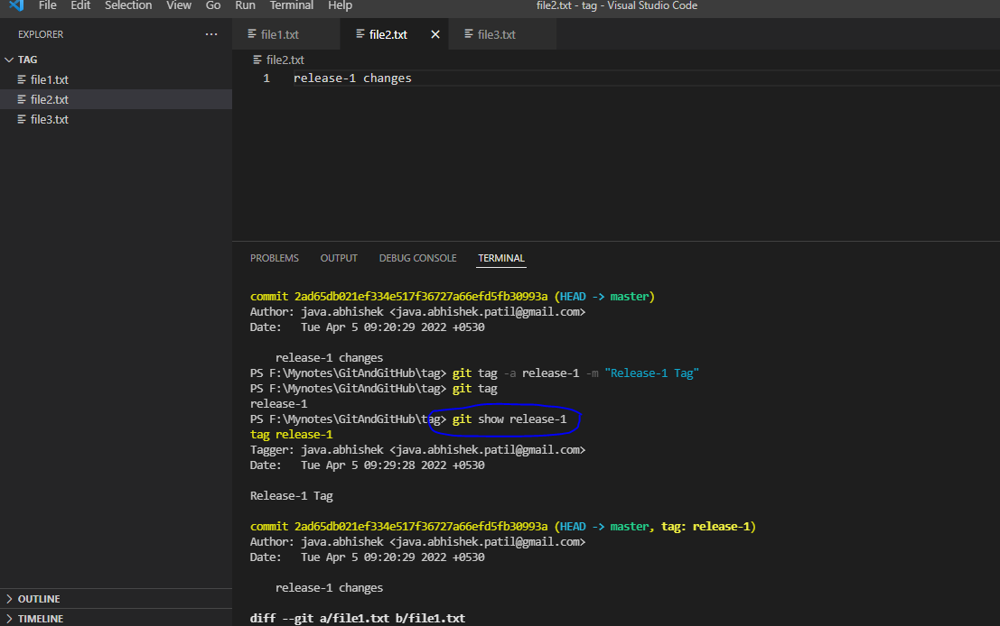 File Edit Selection View Go Run Terminal Help file2.txt - tag - Visual Studio Code
EXPLORER ...
TAG
file1.txt
file2.txt
file3.txt
file1.txt file2.txt file3.txt
file2.txt
1 release-1 changes
PROBLEMS OUTPUT DEBUG CONSOLE TERMINAL
commit 2ad65db021ef334e517f36727a66efd5fb30993a (HEAD -> master)
Author: java.abhishek <java.abhishek.patil@gmail.com>
Date: Tue Apr 5 09:20:29 2022 +0530
release-1 changes
PS F:\Mynotes\GitAndGitHub\tag> git tag -a release-1 -m "Release-1 Tag"
PS F:\Mynotes\GitAndGitHub\tag> git tag
release-1
PS F:\Mynotes\GitAndGitHub\tag> git show release-1
tag release-1
Tagger: java.abhishek <java.abhishek.patil@gmail.com>
Date: Tue Apr 5 09:29:28 2022 +0530
Release-1 Tag
commit 2ad65db021ef334e517f36727a66efd5fb30993a (HEAD -> master, tag: release-1)
Author: java.abhishek <java.abhishek.patil@gmail.com>
Date: Tue Apr 5 09:20:29 2022 +0530
release-1 changes
diff --git a/file1.txt b/file1.txt
OUTLINE
TIMELINE